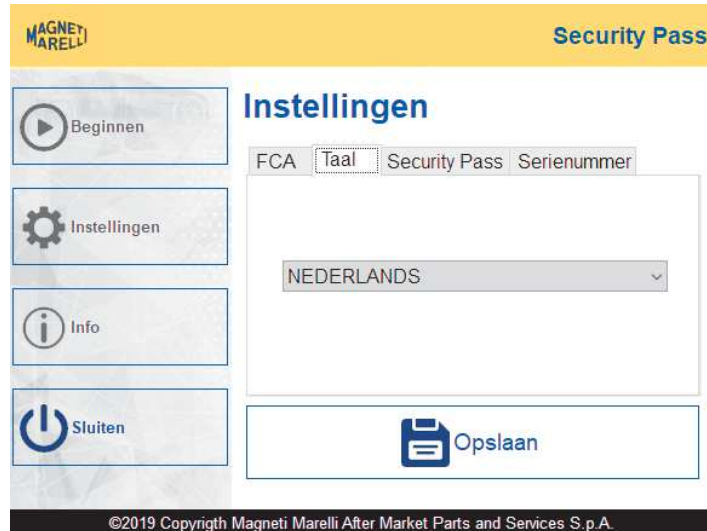 MAGNETI
MARELLI
Security Pass
Beginnen
Instellingen
Info
Sluiten
Instellingen
FCA Taal Security Pass Serienummer
NEDERLANDS
Opslaan
©2019 Copyrigth Magneti Marelli After Market Parts and Services S.p.A.